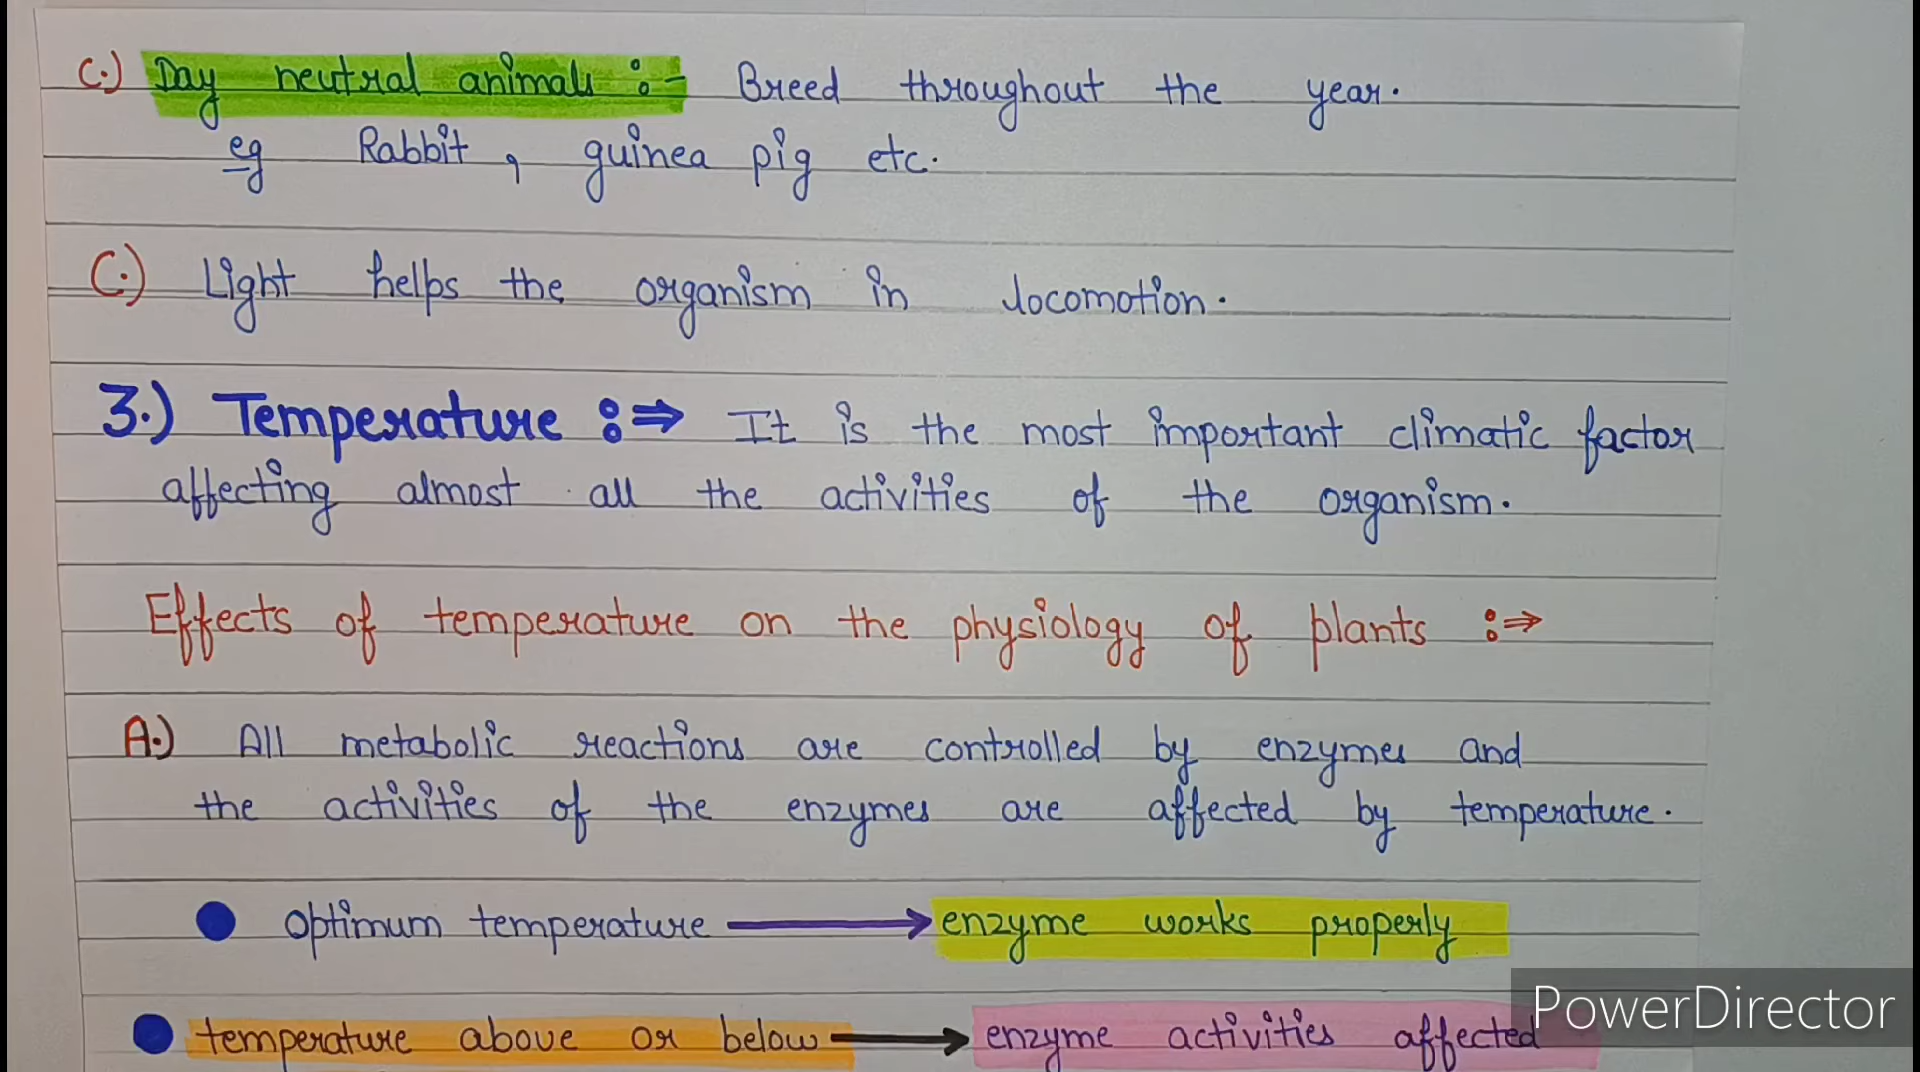 C.) Day neutral animals :- Breed throughout the year.
eg Rabbit, guinea pig etc.
C.) Light helps the organism in locomotion.
3.) Temperature :⇒ It is the most important climatic factor
affecting almost all the activities of the organism.
Effects of temperature on the physiology of plants :⇒
A.) All metabolic reactions are controlled by enzymes and
the activities of the enzymes are affected by temperature.
● Optimum temperature → enzyme works properly
● temperature above or below → enzyme activities affected
PowerDirector